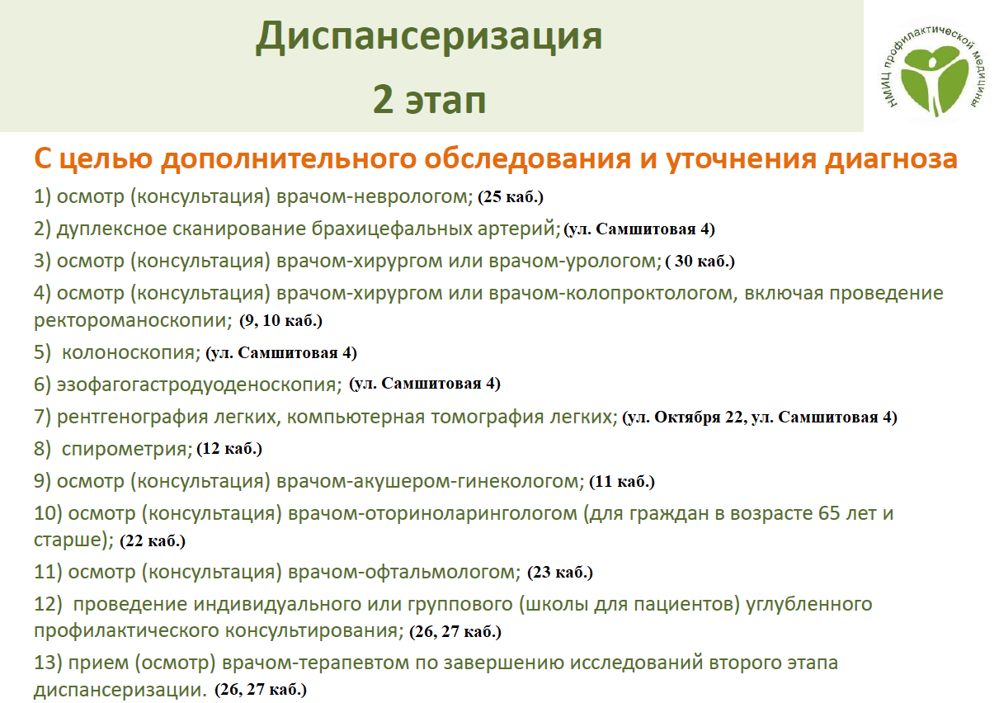 Диспансеризация
2 этап
НМИЦ профилактической медицины
С целью дополнительного обследования и уточнения диагноза
1) осмотр (консультация) врачом-неврологом; (25 каб.)
2) дуплексное сканирование брахицефальных артерий; (ул. Самшитовая 4)
3) осмотр (консультация) врачом-хирургом или врачом-урологом; ( 30 каб.)
4) осмотр (консультация) врачом-хирургом или врачом-колопроктологом, включая проведение
ректороманоскопии; (9, 10 каб.)
5) колоноскопия; (ул. Самшитовая 4)
6) эзофагогастродуоденоскопия; (ул. Самшитовая 4)
7) рентгенография легких, компьютерная томография легких; (ул. Октября 22, ул. Самшитовая 4)
8) спирометрия; (12 каб.)
9) осмотр (консультация) врачом-акушером-гинекологом; (11 каб.)
10) осмотр (консультация) врачом-оториноларингологом (для граждан в возрасте 65 лет и
старше); (22 каб.)
11) осмотр (консультация) врачом-офтальмологом; (23 каб.)
12) проведение индивидуального или группового (школы для пациентов) углубленного
профилактического консультирования; (26, 27 каб.)
13) прием (осмотр) врачом-терапевтом по завершению исследований второго этапа
диспансеризации. (26, 27 каб.)